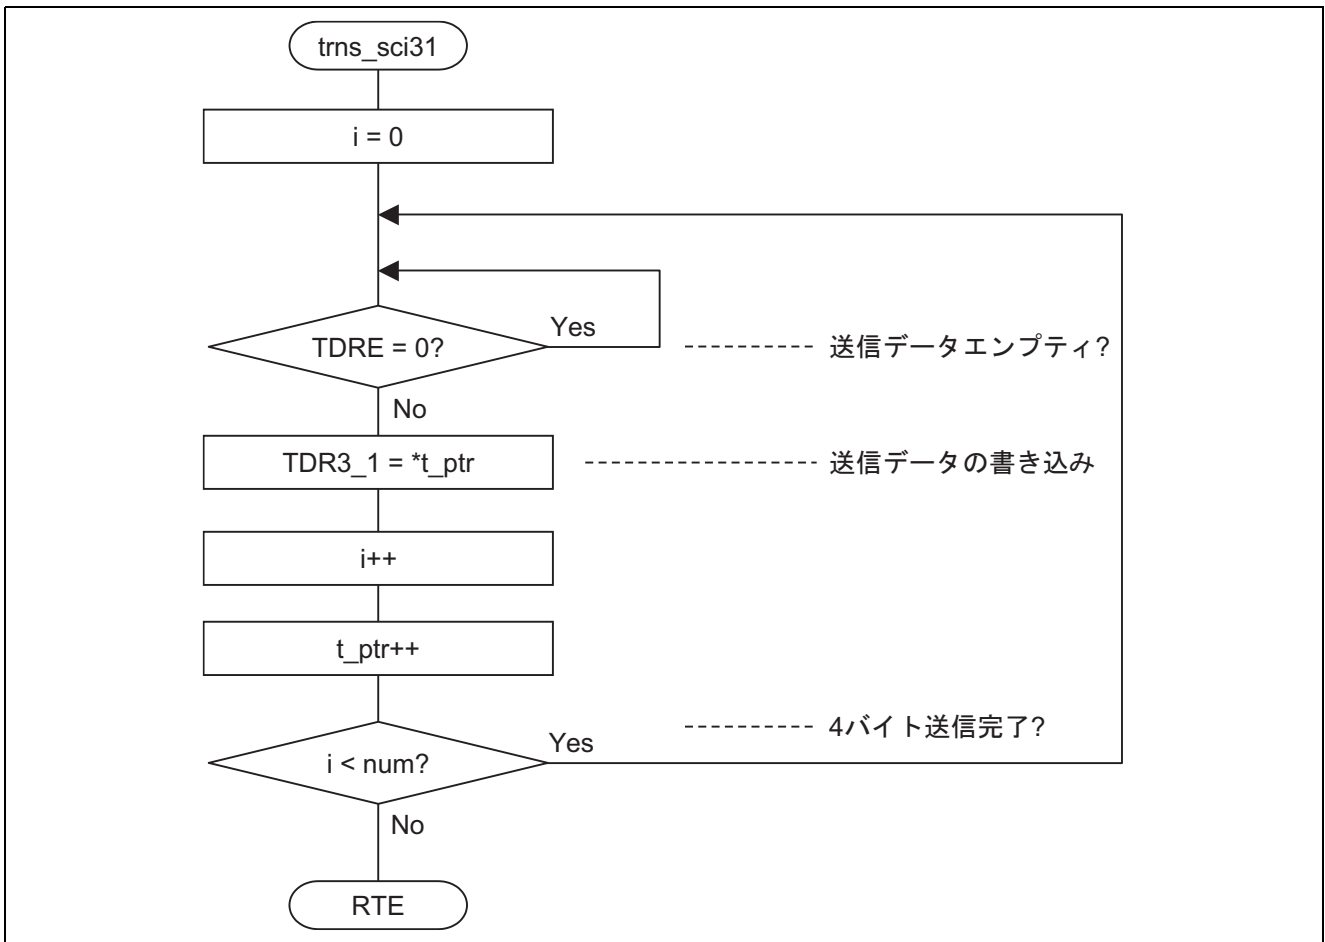 trns_sci31
i = 0
TDRE = 0?
Yes
送信データエンプティ?
No
TDR3_1 = *t_ptr
送信データの書き込み
i++
t_ptr++
4バイト送信完了?
i < num?
Yes
No
RTE